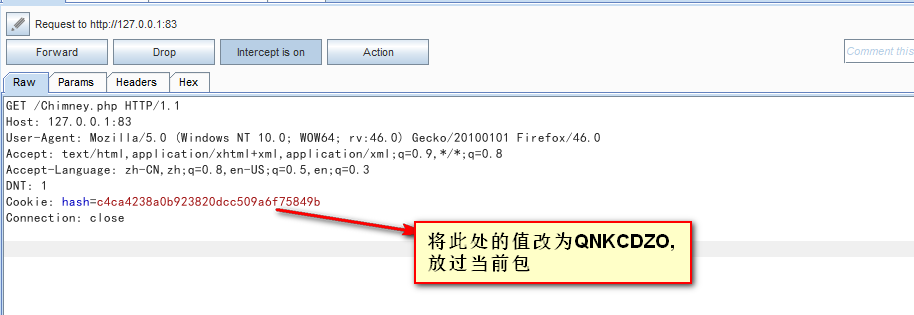 Request to http://127.0.0.1:83
Forward Drop Intercept is on Action Comment this
Raw Params Headers Hex
GET /Chimney.php HTTP/1.1
Host: 127.0.0.1:83
User-Agent: Mozilla/5.0 (Windows NT 10.0; WOW64; rv:46.0) Gecko/20100101 Firefox/46.0
Accept: text/html,application/xhtml+xml,application/xml;q=0.9,*/*;q=0.8
Accept-Language: zh-CN,zh;q=0.8,en-US;q=0.5,en;q=0.3
DNT: 1
Cookie: hash=c4ca4238a0b923820dcc509a6f75849b
Connection: close
将此处的值改为QNKCDZO,
放过当前包